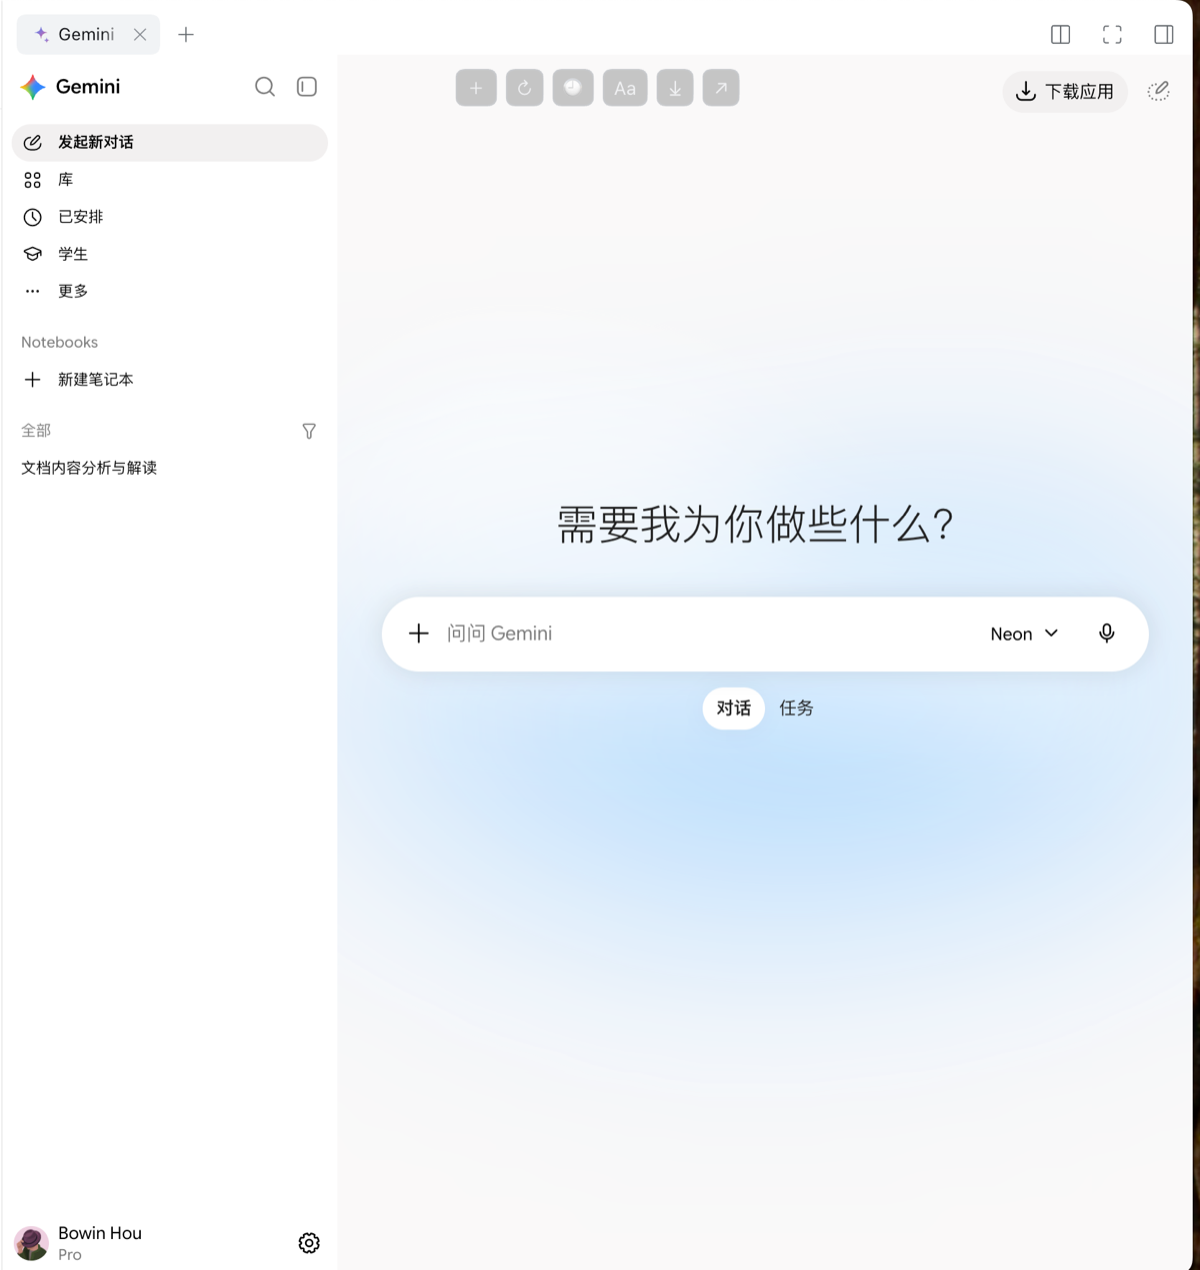 Gemini
Gemini
下载应用
Aa
发起新对话
库
已安排
学生
更多
Notebooks
新建笔记本
全部
文档内容分析与解读
需要我为你做些什么？
问问 Gemini
Neon
对话
任务
Bowin Hou
Pro